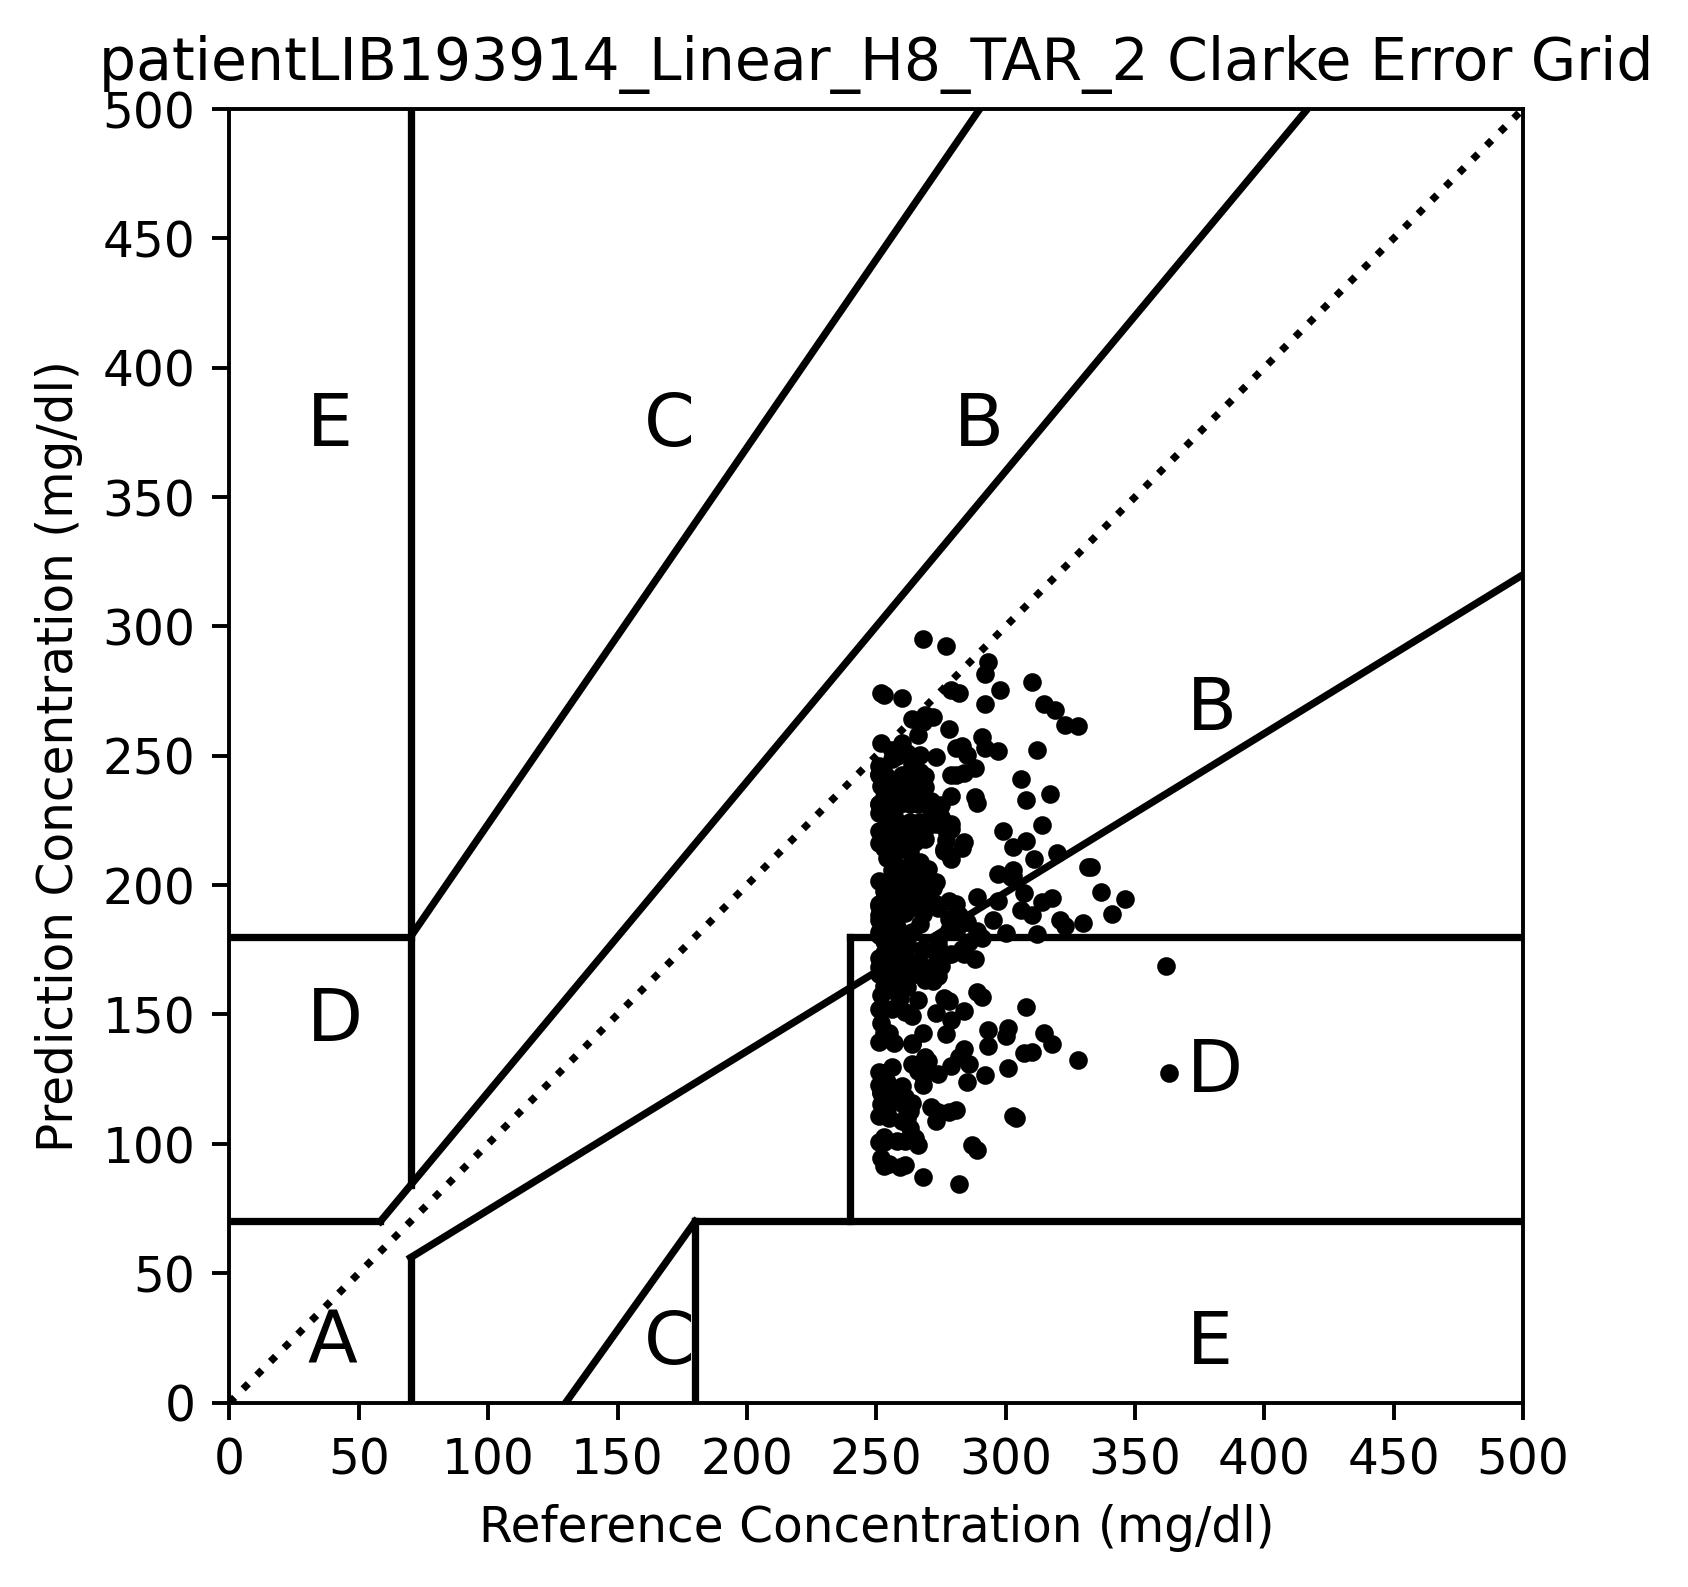 patientLIB193914_Linear_H8_TAR_2 Clarke Error Grid
500
450
400
350
300
250
200
150
100
50
0
Prediction Concentration (mg/dl)
E
C
B
B
D
D
A
C
E
0 50 100 150 200 250 300 350 400 450 500
Reference Concentration (mg/dl)